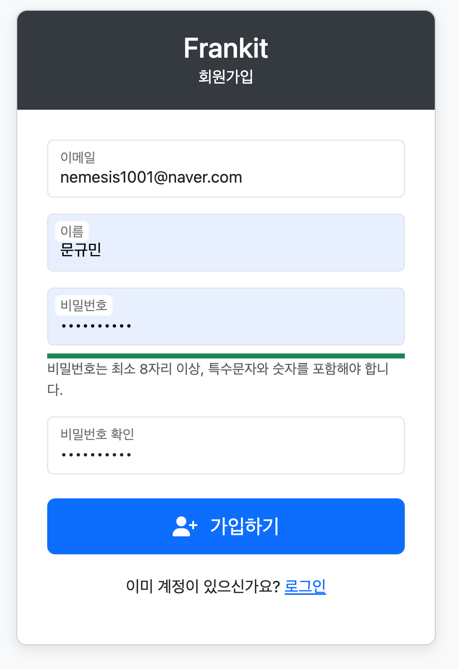 Frankit
회원가입
이메일
nemesis1001@naver.com
이름
문규민
비밀번호
••••••••••
비밀번호는 최소 8자리 이상, 특수문자와 숫자를 포함해야 합니
다.
비밀번호 확인
••••••••••
가입하기
이미 계정이 있으신가요? 로그인